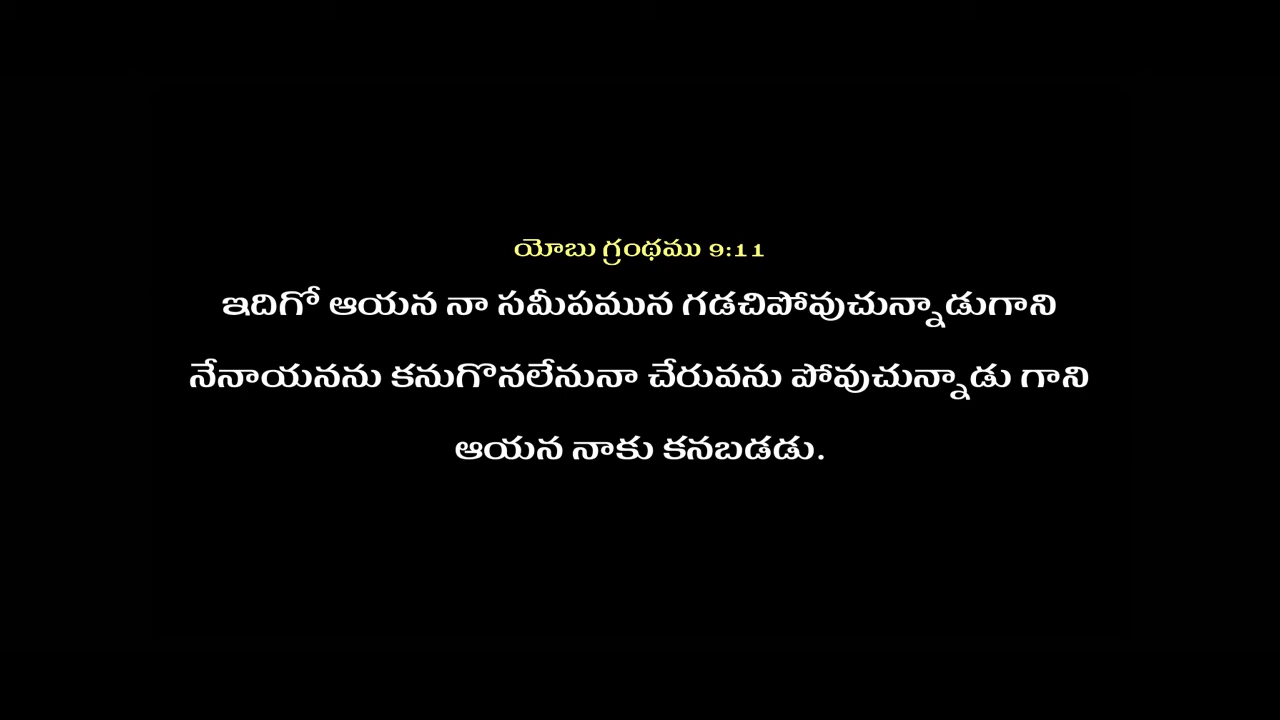 యోబు గ్రంథము 9:11
ఇదిగో ఆయన నా సమీపమున గడచిపోవుచున్నాడుగాని
నేనాయనను కనుగొనలేనునా చేరువను పోవుచున్నాడు గాని
ఆయన నాకు కనబడడు.